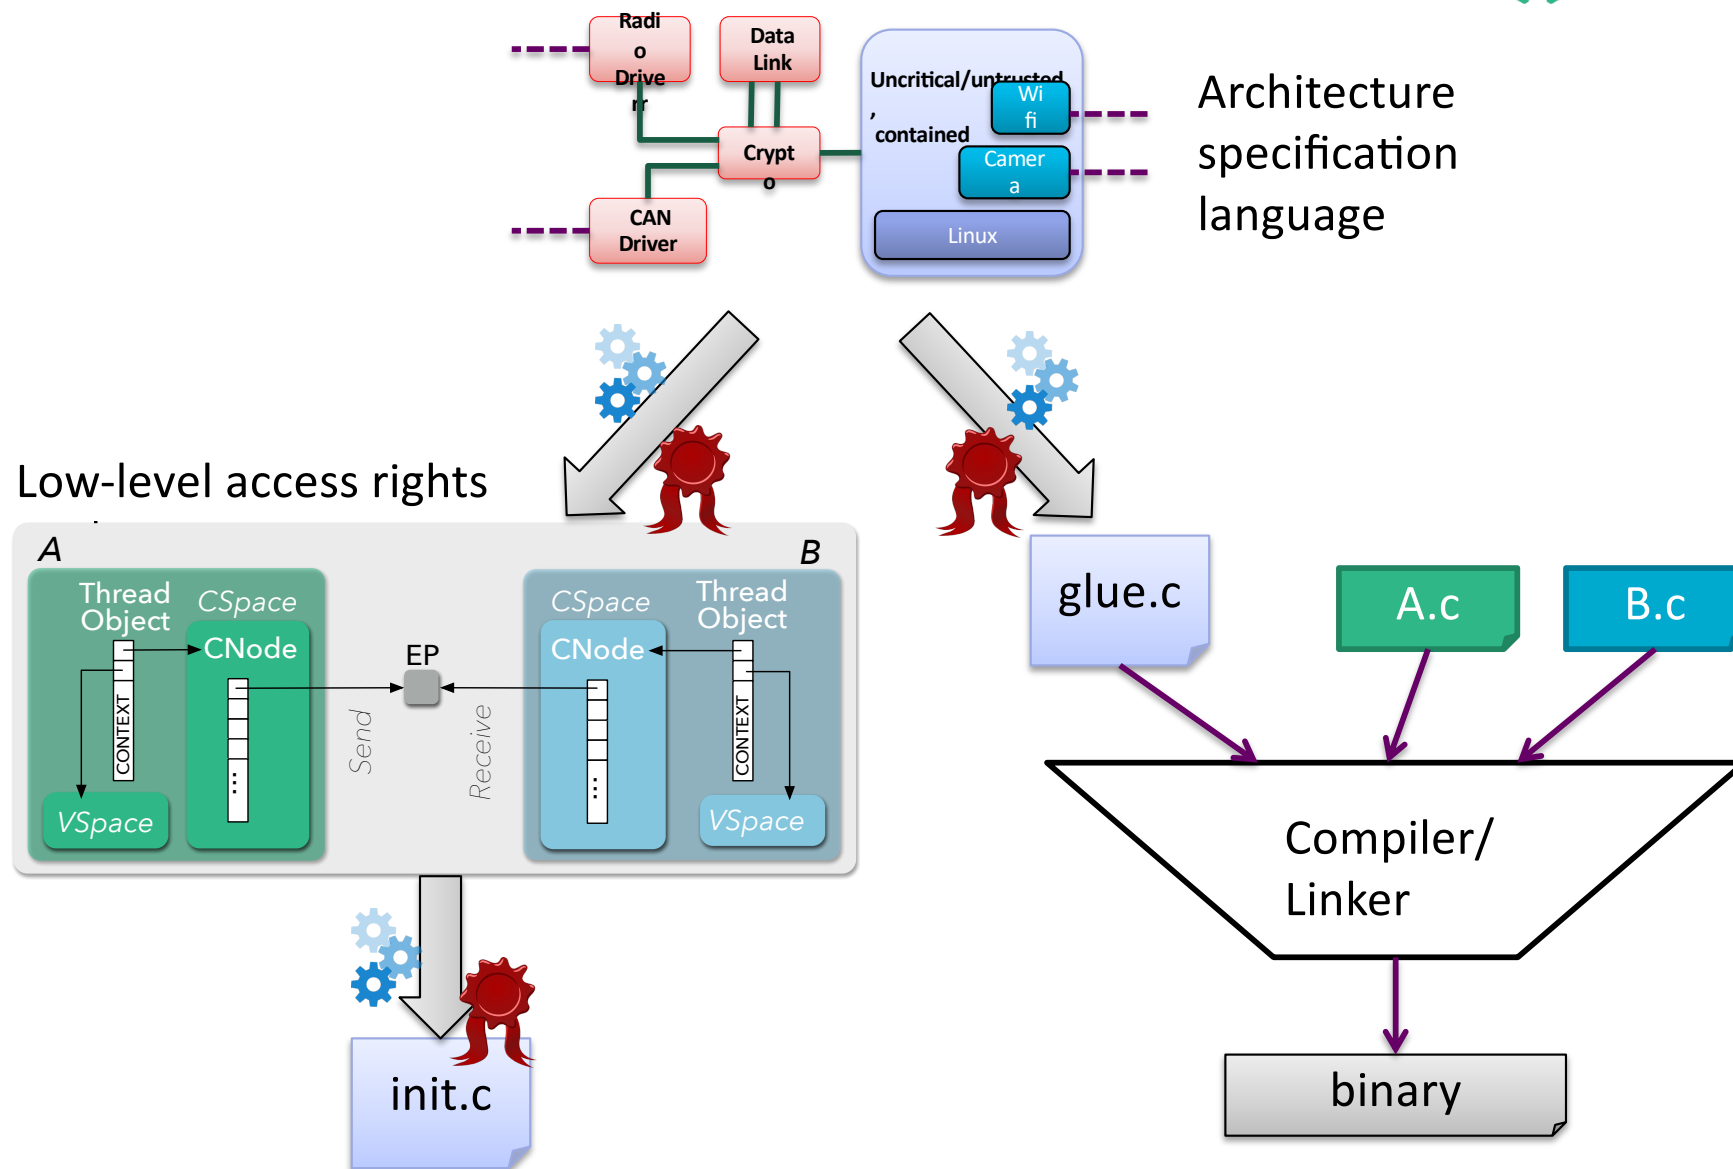 Radi
o
Drive
rr
Data
Link
Uncritical/untrusted
,
contained
Wi
fi
Crypt
o
Camer
a
CAN
Driver
Linux
Architecture
specification
language
Low-level access rights
A
B
Thread
Object
CSpace
CNode
CONTEXT
VSpace
EP
Send
Receive
CSpace
CNode
Thread
Object
CONTEXT
VSpace
...
...
glue.c
A.c
B.c
Compiler/
Linker
init.c
binary